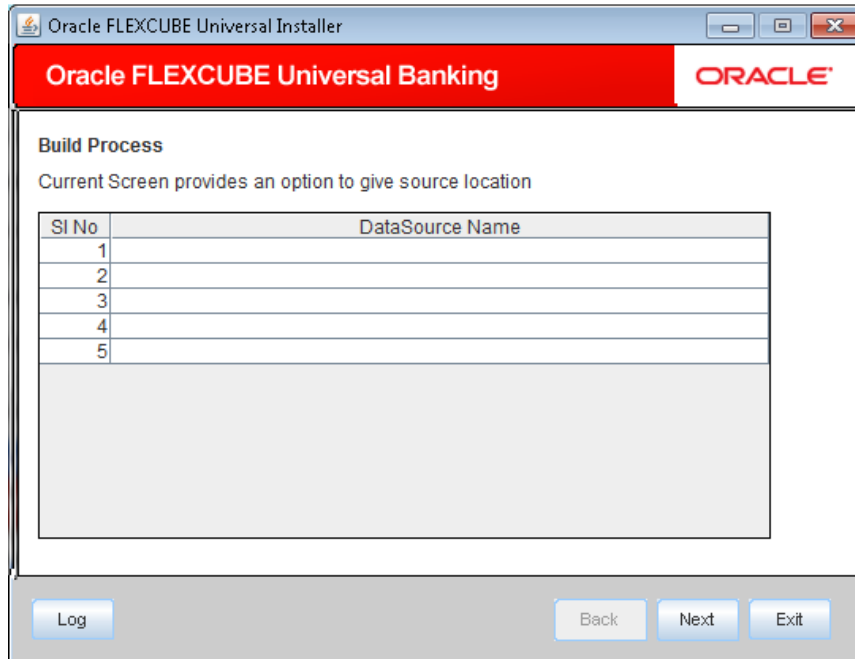 Oracle FLEXCUBE Universal Installer
Oracle FLEXCUBE Universal Banking ORACLE
Build Process
Current Screen provides an option to give source location
SI No DataSource Name
1
2
3
4
5
Log Back Next Exit